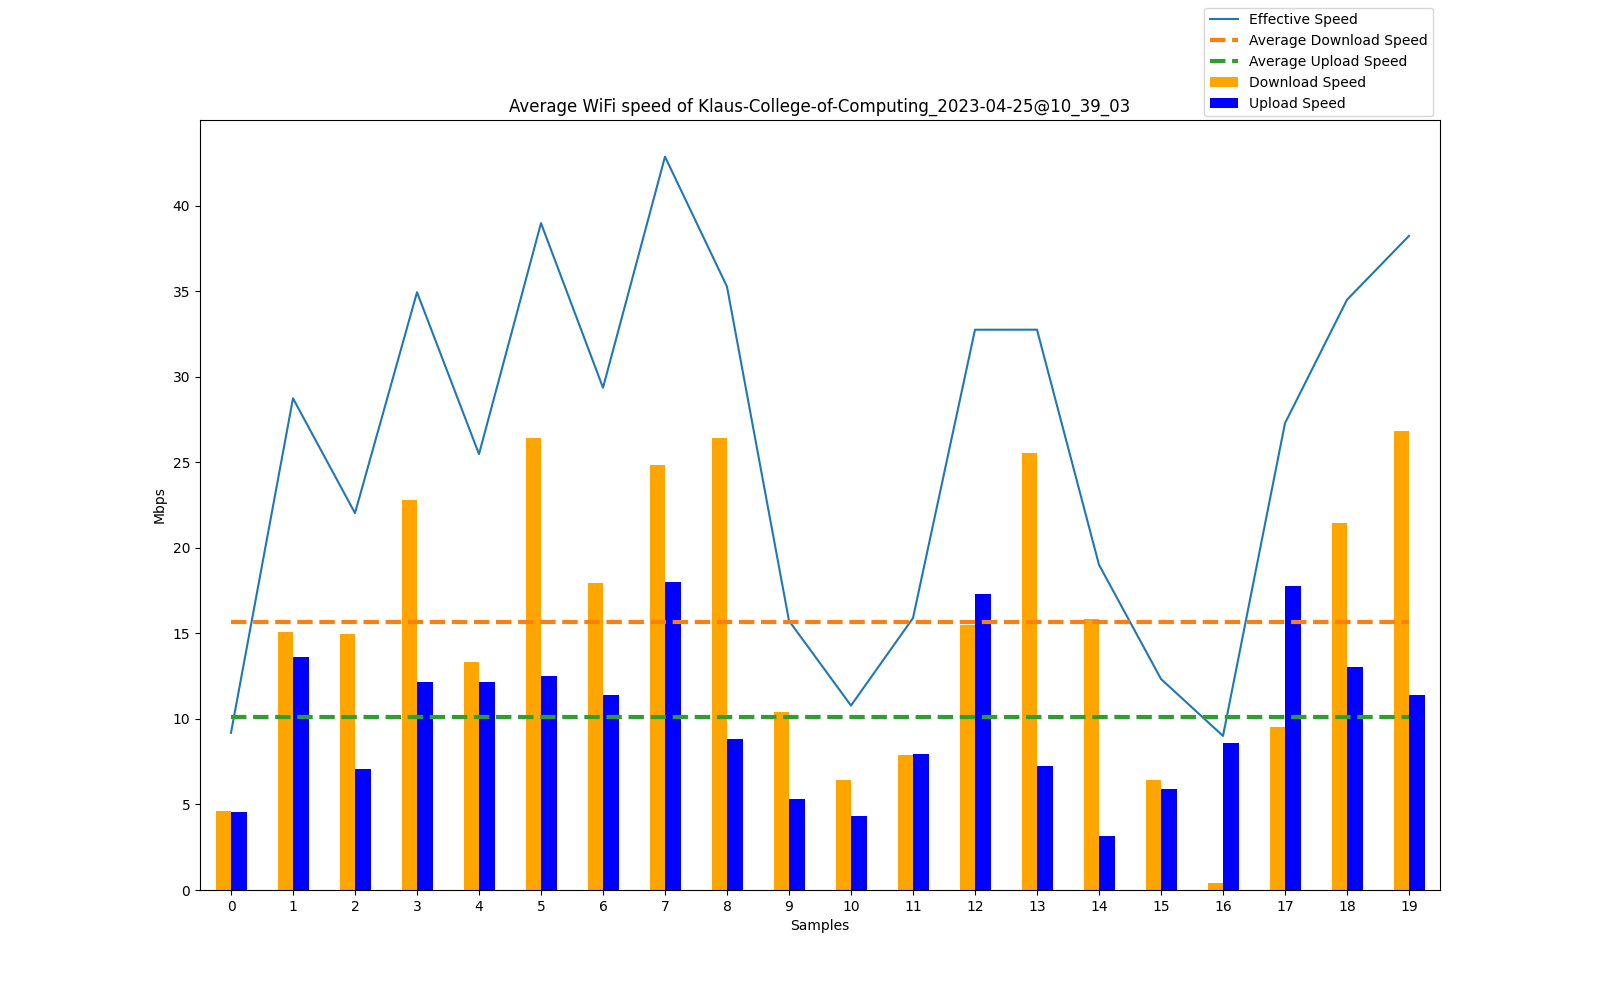 Effective Speed
Average Download Speed
Average Upload Speed
Download Speed
Upload Speed
Average WiFi speed of Klaus-College-of-Computing_2023-04-25@10_39_03
40
35
30
25
20
15
10
5
0
Mbps
0 1 2 3 4 5 6 7 8 9 10 11 12 13 14 15 16 17 18 19
Samples